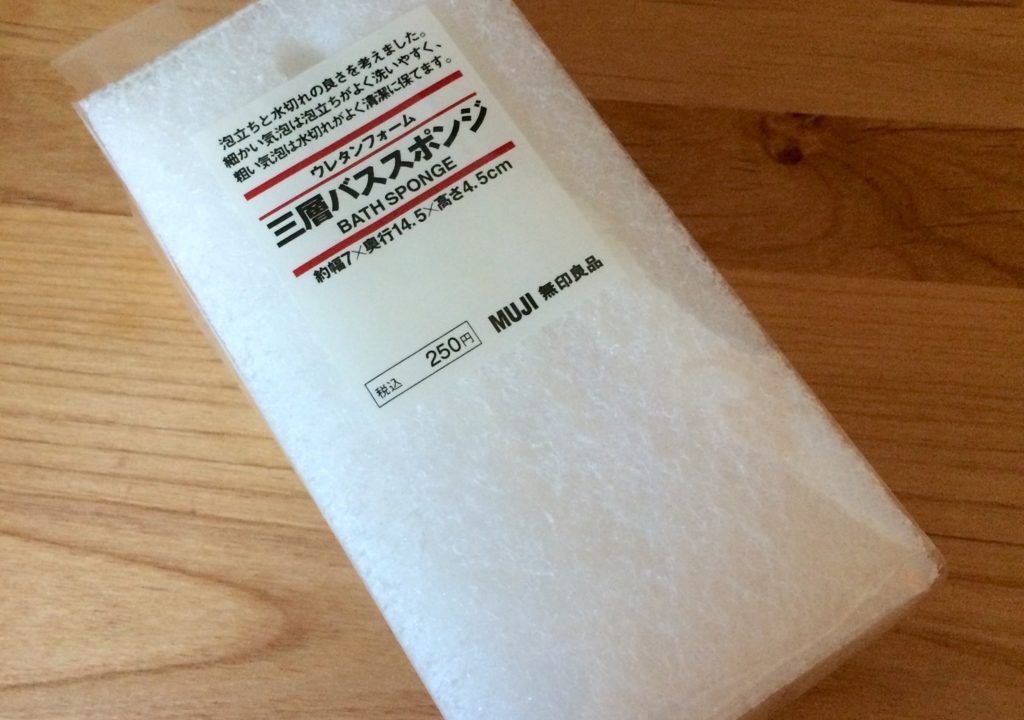 泡立ちと水切れの良さを考えました。
細かい気泡は泡立ちがよく洗いやすく、
粗い気泡は水切れがよく清潔に保てます。
ウレタンフォーム
三層バススポンジ
BATH SPONGE
約幅7×奥行14.5×高さ4.5cm
MUJI 無印良品
税込 250円